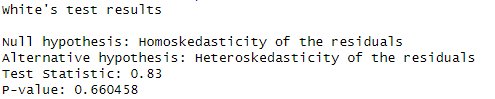 White's test results
Null hypothesis: Homoskedasticity of the residuals
Alternative hypothesis: Heteroskedasticity of the residuals
Test Statistic: 0.83
P-value: 0.660458